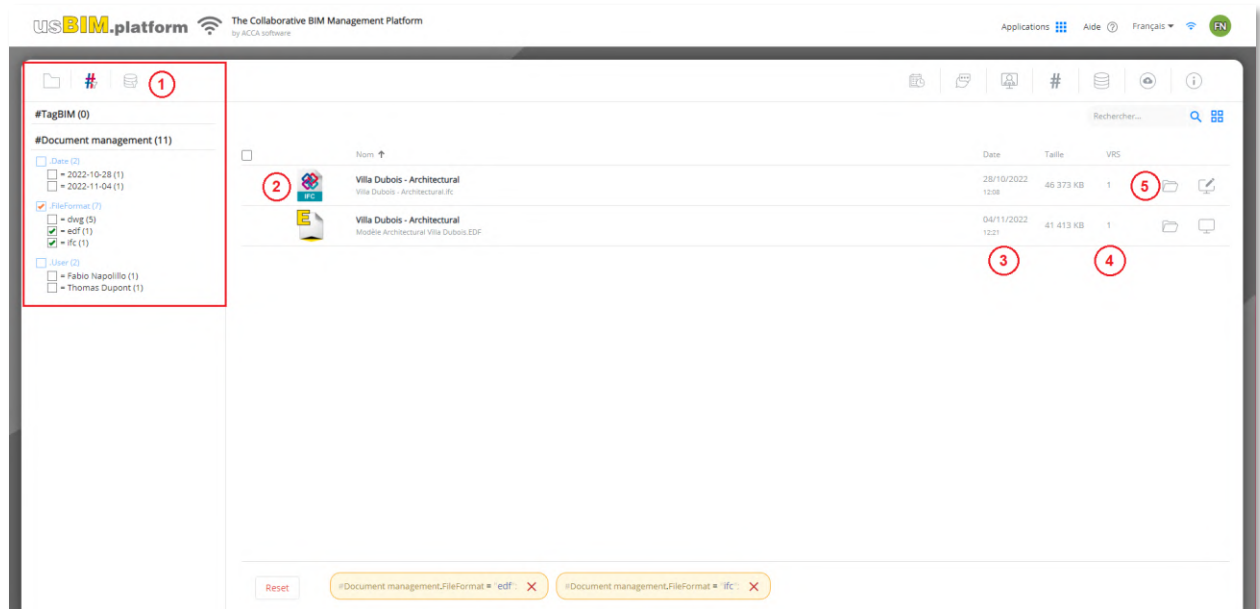 usBIM.platform
The Collaborative BIM Management Platform
by ACCA software
Applications
Aide
Français
FN
1
#TagBIM (0)
#Document management (11)
.Date (2)
= 2022-10-28 (1)
= 2022-11-04 (1)
.FileFormat (7)
= dwg (5)
= edf (1)
= ifc (1)
.User (2)
= Fabio Napolillo (1)
= Thomas Dupont (1)
Rechercher...
Nom Date Taille VRS
2 IFC Villa Dubois - Architectural 28/10/2022 46 373 KB 1 5
Villa Dubois - Architectural.ifc 12:08
E Villa Dubois - Architectural 04/11/2022 41 413 KB 1
Modèle Architectural Villa Dubois.EDF 12:21
3 4
Reset #Document management.FileFormat = "edf"; #Document management.FileFormat = "ifc";